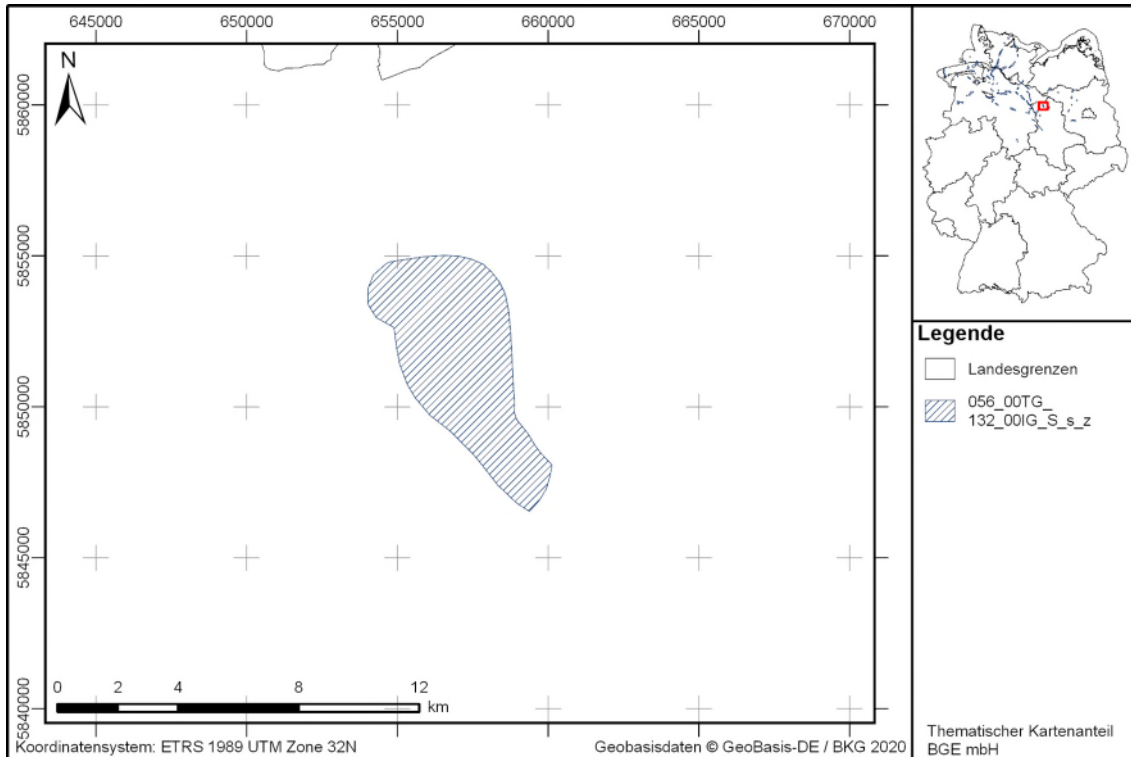 645000 650000 655000 660000 665000 670000
5860000
5855000
5850000
5845000
5840000
N
0 2 4 8 12
km
Koordinatensystem: ETRS 1989 UTM Zone 32N
Geobasisdaten © GeoBasis-DE / BKG 2020
Legende
Landesgrenzen
056_00TG_
132_00IG_S_s_z
Thematischer Kartenanteil
BGE mbH